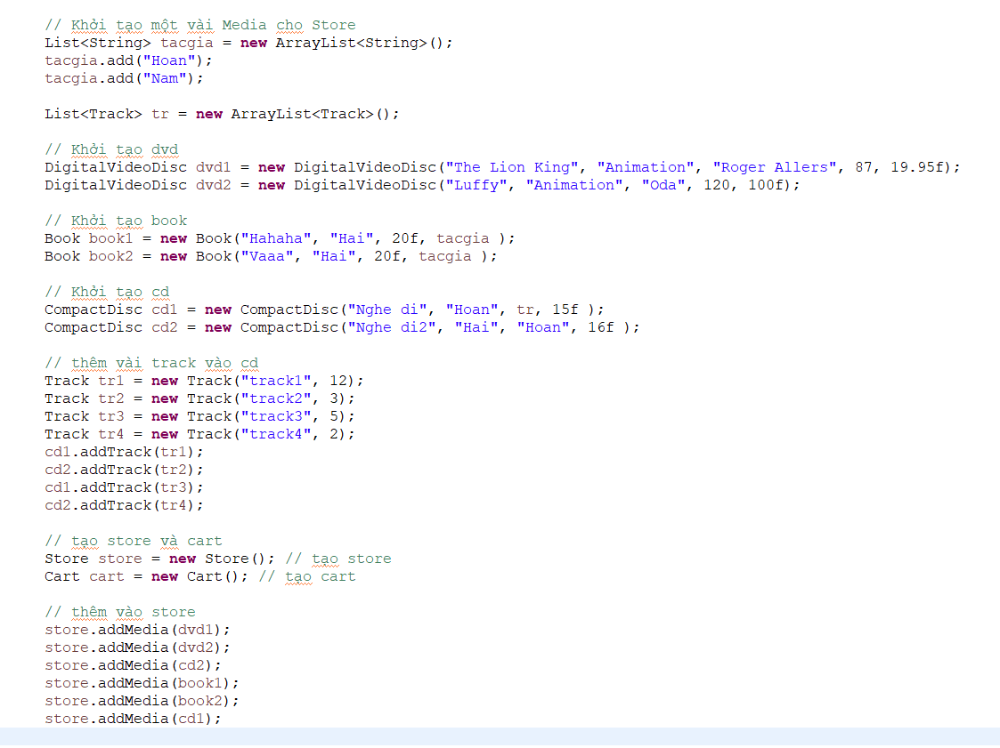 // Khởi tạo một vài Media cho Store
List<String> tacgia = new ArrayList<String>();
tacgia.add("Hoan");
tacgia.add("Nam");
List<Track> tr = new ArrayList<Track>();
// Khởi tạo dvd
DigitalVideoDisc dvd1 = new DigitalVideoDisc("The Lion King", "Animation", "Roger Allers", 87, 19.95f);
DigitalVideoDisc dvd2 = new DigitalVideoDisc("Luffy", "Animation", "Oda", 120, 100f);
// Khởi tạo book
Book book1 = new Book("Hahaha", "Hai", 20f, tacgia );
Book book2 = new Book("Vaaa", "Hai", 20f, tacgia );
// Khởi tạo cd
CompactDisc cd1 = new CompactDisc("Nghe di", "Hoan", tr, 15f );
CompactDisc cd2 = new CompactDisc("Nghe di2", "Hai", "Hoan", 16f );
// thêm vài track vào cd
Track tr1 = new Track("track1", 12);
Track tr2 = new Track("track2", 3);
Track tr3 = new Track("track3", 5);
Track tr4 = new Track("track4", 2);
cd1.addTrack(tr1);
cd2.addTrack(tr2);
cd1.addTrack(tr3);
cd2.addTrack(tr4);
// tạo store và cart
Store store = new Store(); // tạo store
Cart cart = new Cart(); // tạo cart
// thêm vào store
store.addMedia(dvd1);
store.addMedia(dvd2);
store.addMedia(cd2);
store.addMedia(book1);
store.addMedia(book2);
store.addMedia(cd1);